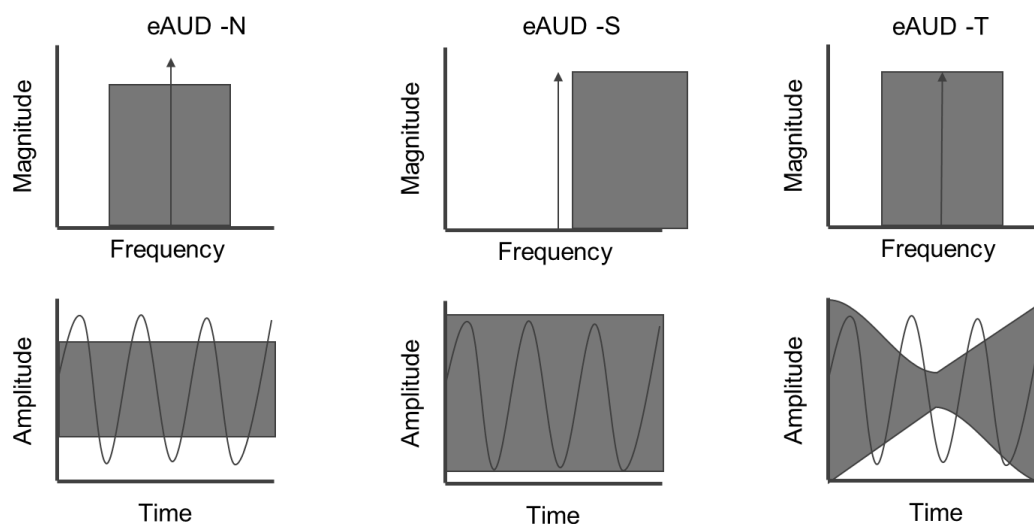 eAUD -N
eAUD -S
eAUD -T
Magnitude
Magnitude
Magnitude
Frequency
Frequency
Frequency
Amplitude
Amplitude
Amplitude
Time
Time
Time